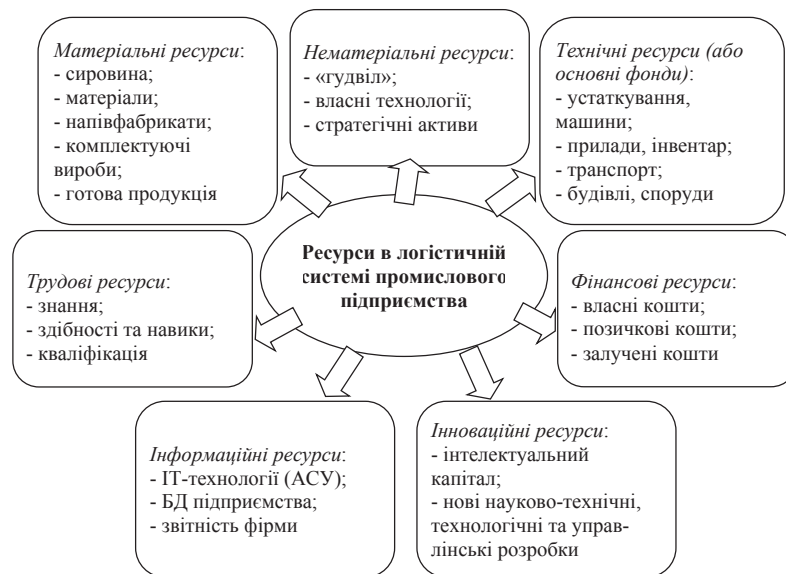 Матеріальні ресурси:
- сировина;
- матеріали;
- напівфабрикати;
- комплектуючі
вироби;
- готова продукція
Нематеріальні ресурси:
- «гудвіл»;
- власні технології;
- стратегічні активи
Технічні ресурси (або
основні фонди):
- устаткування,
машини;
- прилади, інвентар;
- транспорт;
- будівлі, споруди
Ресурси в логістичній
системі промислового
підприємства
Трудові ресурси:
- знання;
- здібності та навики;
- кваліфікація
Фінансові ресурси:
- власні кошти;
- позичкові кошти;
- залучені кошти
Інформаційні ресурси:
- ІТ-технології (АСУ);
- БД підприємства;
- звітність фірми
Інноваційні ресурси:
- інтелектуальний
капітал;
- нові науково-технічні,
технологічні та управ-
лінські розробки